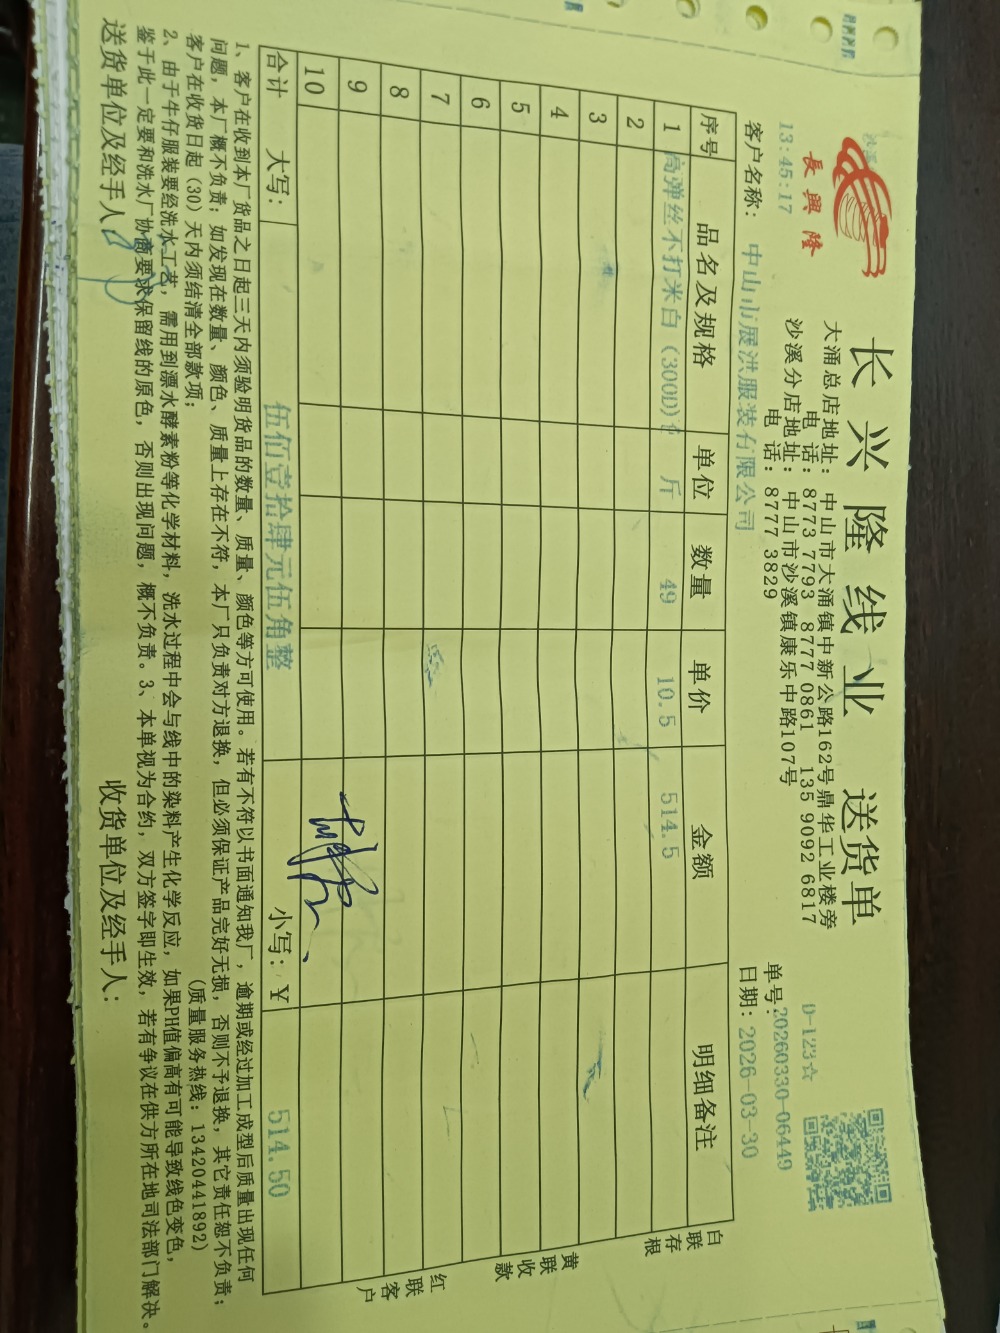 長興隆
长兴隆线业 送货单
大涌总店地址：中山市大涌镇中新公路162号鼎华工业楼旁
电 话：8773 7793 8777 0861 135 9092 6817
沙溪分店地址：中山市沙溪镇康乐中路107号
电 话：8777 3829
沙溪
13:45:17
D-123☆
单号：20260330-06449
客户名称：中山市展洪服装有限公司
日期：2026-03-30
序号 品名及规格 单位 数量 单价 金额 明细备注
1 高弹丝不打米白（300D) 斤 49 10.5 514.5
2
3
4
5
6
7
8
9
10
合计 大写：伍佰壹拾肆元伍角整 小写：￥ 514.50
白联存根
黄联收款
红联客户
1、客户在收到本厂货品之日起三天内须验明货品的数量、质量、颜色等方可使用。若有不符以书面通知我厂，逾期或经过加工成型后质量出现任何
问题，本厂概不负责；如发现在数量、颜色、质量上存在不符，本厂只负责对方退换，但必须保证产品完好无损，否则不予退换，其它责任恕不负责；
客户在收货日起（30）天内须结清全部款项； （质量服务热线：13420441892）
2、由于牛仔服装要经洗水工艺，需用到漂水酵素粉等化学材料，洗水过程中会与线中的染料产生化学反应，如果PH值偏高有可能导致线色变色，
鉴于此一定要和洗水厂协商要求保留线的原色，否则出现问题，概不负责。3、本单视为合约，双方签字即生效，若有争议在供方所在地司法部门解决。
送货单位及经手人： 收货单位及经手人：